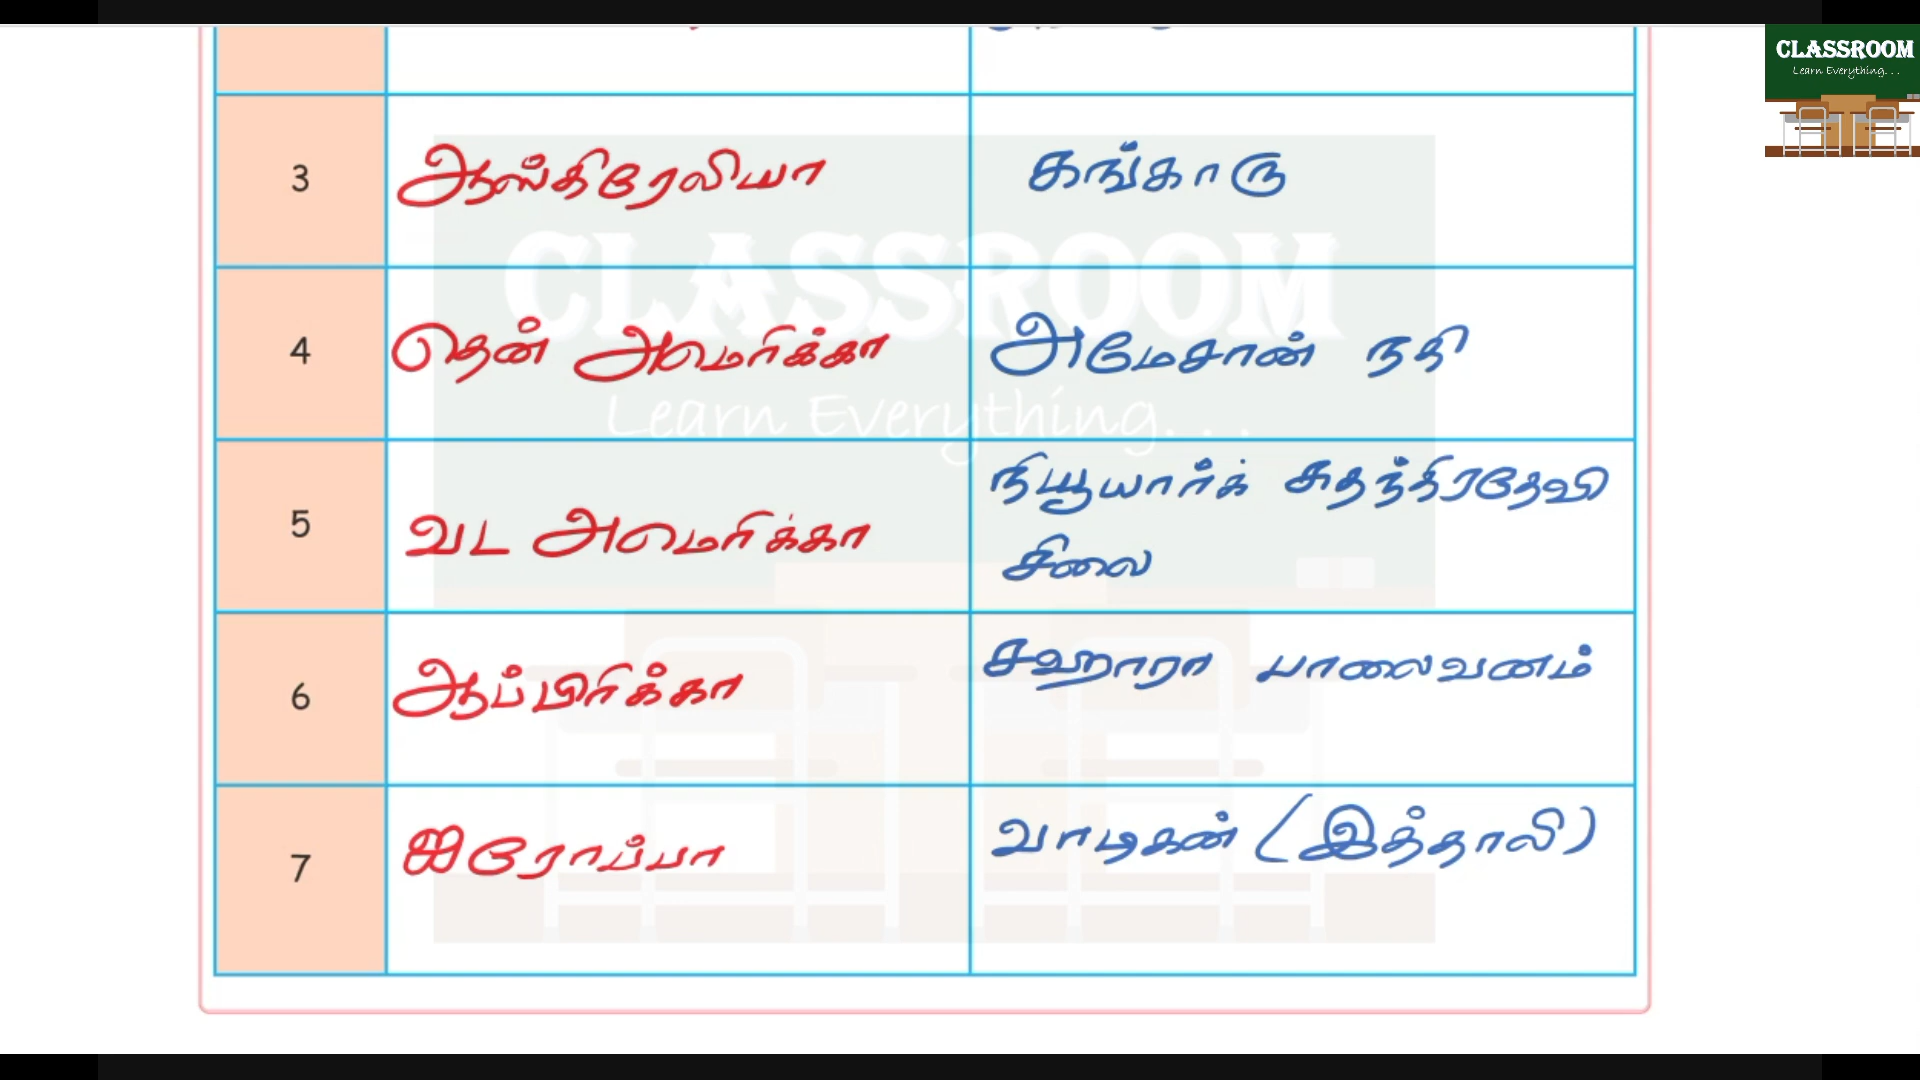 CLASSROOM
Learn Everything. . .
3 ஆஸ்திரேலியா கங்காரு
CLASSROOM
4 தென் அமெரிக்கா அமேசான் நதி
Learn Everything. . .
5 வட அமெரிக்கா நியூயார்க் சுதந்திரதேவி
சிலை
6 ஆப்பிரிக்கா சஹாரா பாலைவனம்
7 ஐரோப்பா வாடிகன் (இத்தாலி)